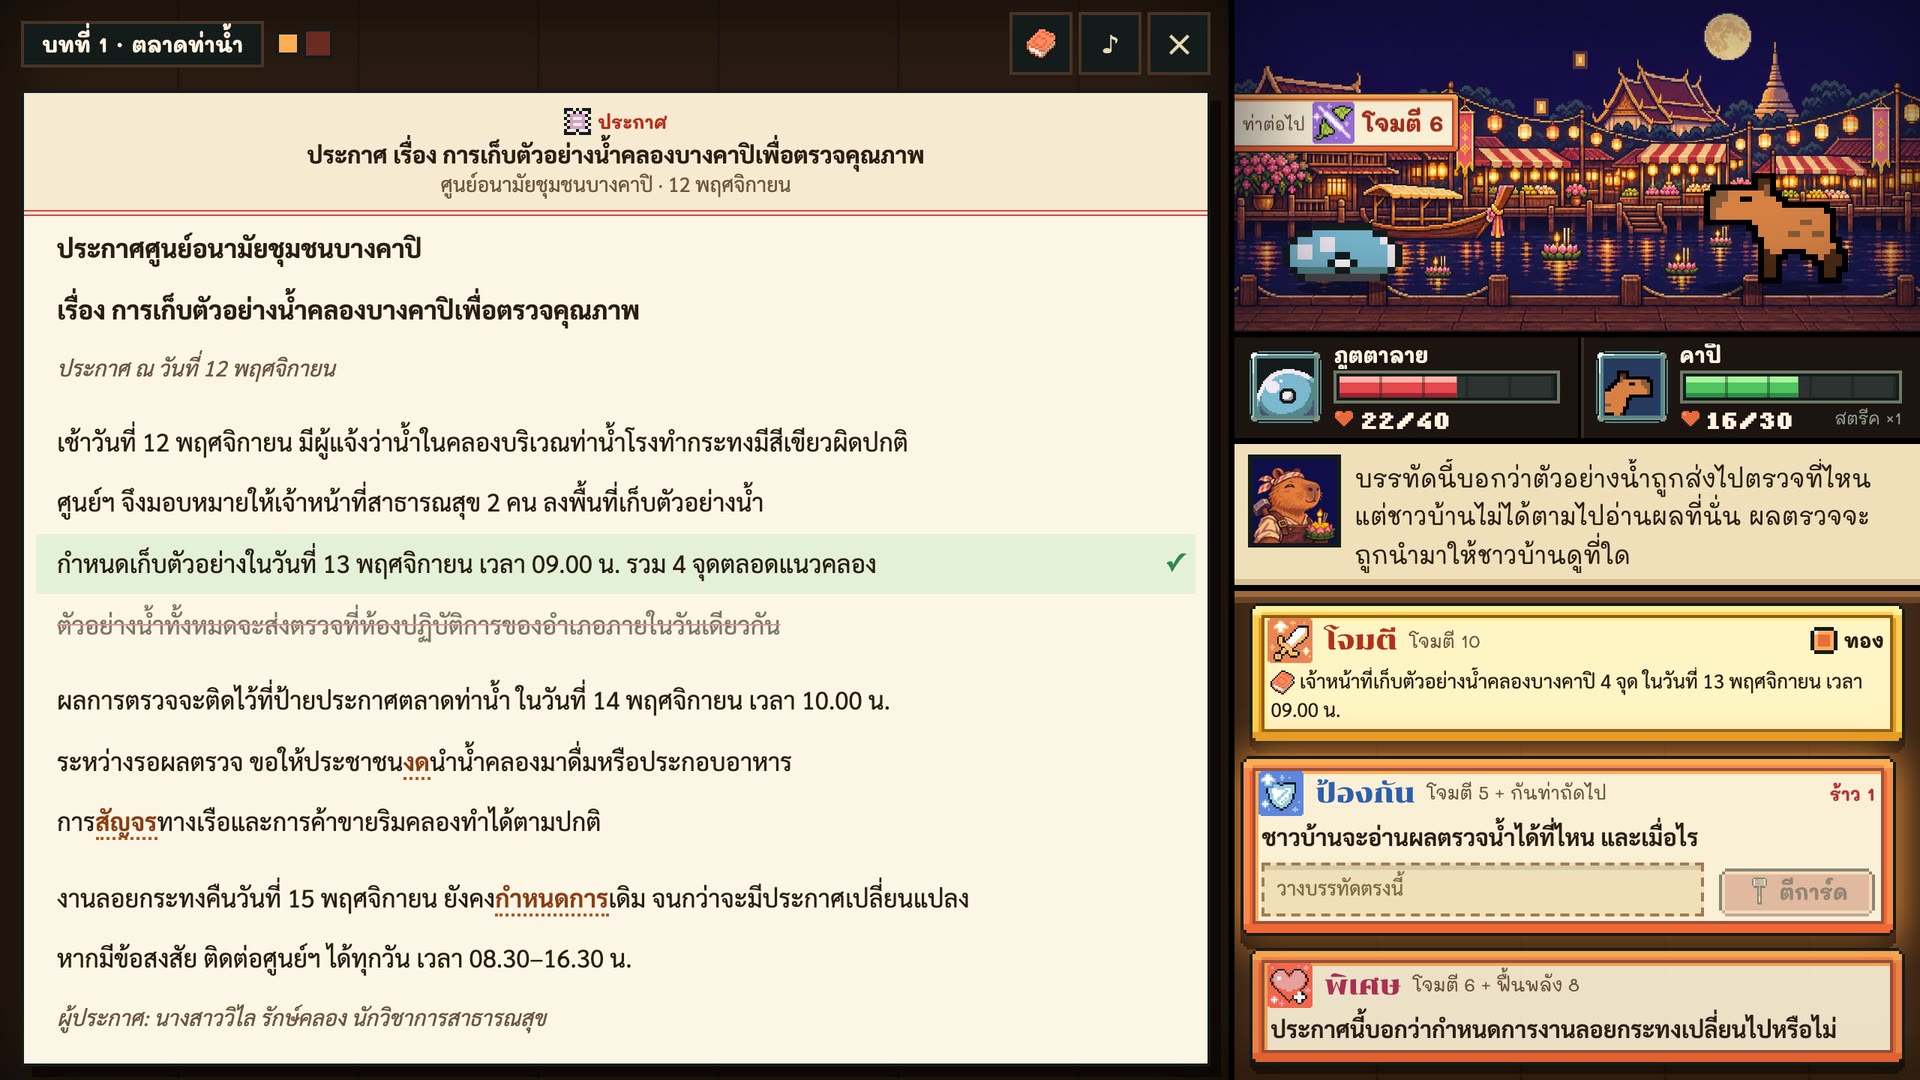 บทที่ 1 · ตลาดท่าน้ำ
ประกาศ
ประกาศ เรื่อง การเก็บตัวอย่างน้ำคลองบางคาปิเพื่อตรวจคุณภาพ
ศูนย์อนามัยชุมชนบางคาปิ · 12 พฤศจิกายน
ประกาศศูนย์อนามัยชุมชนบางคาปิ
เรื่อง การเก็บตัวอย่างน้ำคลองบางคาปิเพื่อตรวจคุณภาพ
ประกาศ ณ วันที่ 12 พฤศจิกายน
เช้าวันที่ 12 พฤศจิกายน มีผู้แจ้งว่าน้ำในคลองบริเวณท่าน้ำโรงทำกระทงมีสีเขียวผิดปกติ
ศูนย์ฯ จึงมอบหมายให้เจ้าหน้าที่สาธารณสุข 2 คน ลงพื้นที่เก็บตัวอย่างน้ำ
กำหนดเก็บตัวอย่างในวันที่ 13 พฤศจิกายน เวลา 09.00 น. รวม 4 จุดตลอดแนวคลอง ✓
ตัวอย่างน้ำทั้งหมดจะส่งตรวจที่ห้องปฏิบัติการของอำเภอภายในวันเดียวกัน
ผลการตรวจจะติดไว้ที่ป้ายประกาศตลาดท่าน้ำ ในวันที่ 14 พฤศจิกายน เวลา 10.00 น.
ระหว่างรอผลตรวจ ขอให้ประชาชนงดนำน้ำคลองมาดื่มหรือประกอบอาหาร
การสัญจรทางเรือและการค้าขายริมคลองทำได้ตามปกติ
งานลอยกระทงคืนวันที่ 15 พฤศจิกายน ยังคงกำหนดการเดิม จนกว่าจะมีประกาศเปลี่ยนแปลง
หากมีข้อสงสัย ติดต่อศูนย์ฯ ได้ทุกวัน เวลา 08.30–16.30 น.
ผู้ประกาศ: นางสาววิไล รักษ์คลอง นักวิชาการสาธารณสุข
ท่าต่อไป โจมตี 6
ภูตตาลาย
22/40
คาปิ
16/30 สตรีค ×1
บรรทัดนี้บอกว่าตัวอย่างน้ำถูกส่งไปตรวจที่ไหน
แต่ชาวบ้านไม่ได้ตามไปอ่านผลที่นั่น ผลตรวจจะ
ถูกนำมาให้ชาวบ้านดูที่ใด
โจมตี โจมตี 10 ทอง
เจ้าหน้าที่เก็บตัวอย่างน้ำคลองบางคาปิ 4 จุด ในวันที่ 13 พฤศจิกายน เวลา
09.00 น.
ป้องกัน โจมตี 5 + กันท่าถัดไป ร้าว 1
ชาวบ้านจะอ่านผลตรวจน้ำได้ที่ไหน และเมื่อไร
วางบรรทัดตรงนี้ ตีการ์ด
พิเศษ โจมตี 6 + ฟื้นพลัง 8
ประกาศนี้บอกว่ากำหนดการงานลอยกระทงเปลี่ยนไปหรือไม่